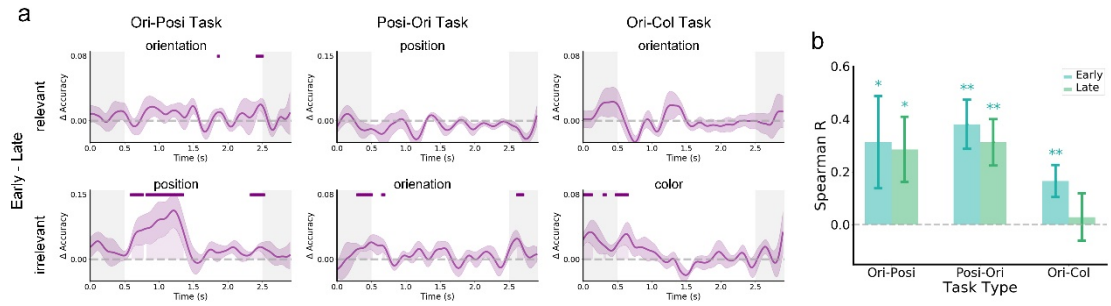 a
Ori-Posi Task
Posi-Ori Task
Ori-Col Task
Early - Late
relevant
orientation
0.08
0.00
Δ Accuracy
0.0 0.5 1.0 1.5 2.0 2.5
Time (s)
position
0.15
0.00
Δ Accuracy
0.0 0.5 1.0 1.5 2.0 2.5
Time (s)
orientation
0.08
0.00
Δ Accuracy
0.0 0.5 1.0 1.5 2.0 2.5
Time (s)
irrelevant
position
0.15
0.00
Δ Accuracy
0.0 0.5 1.0 1.5 2.0 2.5
Time (s)
orienation
0.08
0.00
Δ Accuracy
0.0 0.5 1.0 1.5 2.0 2.5
Time (s)
color
0.08
0.00
Δ Accuracy
0.0 0.5 1.0 1.5 2.0 2.5
Time (s)
b
Early
Late
Spearman R
0.6
0.4
0.2
0.0
* * ** ** **
Ori-Posi Posi-Ori Ori-Col
Task Type